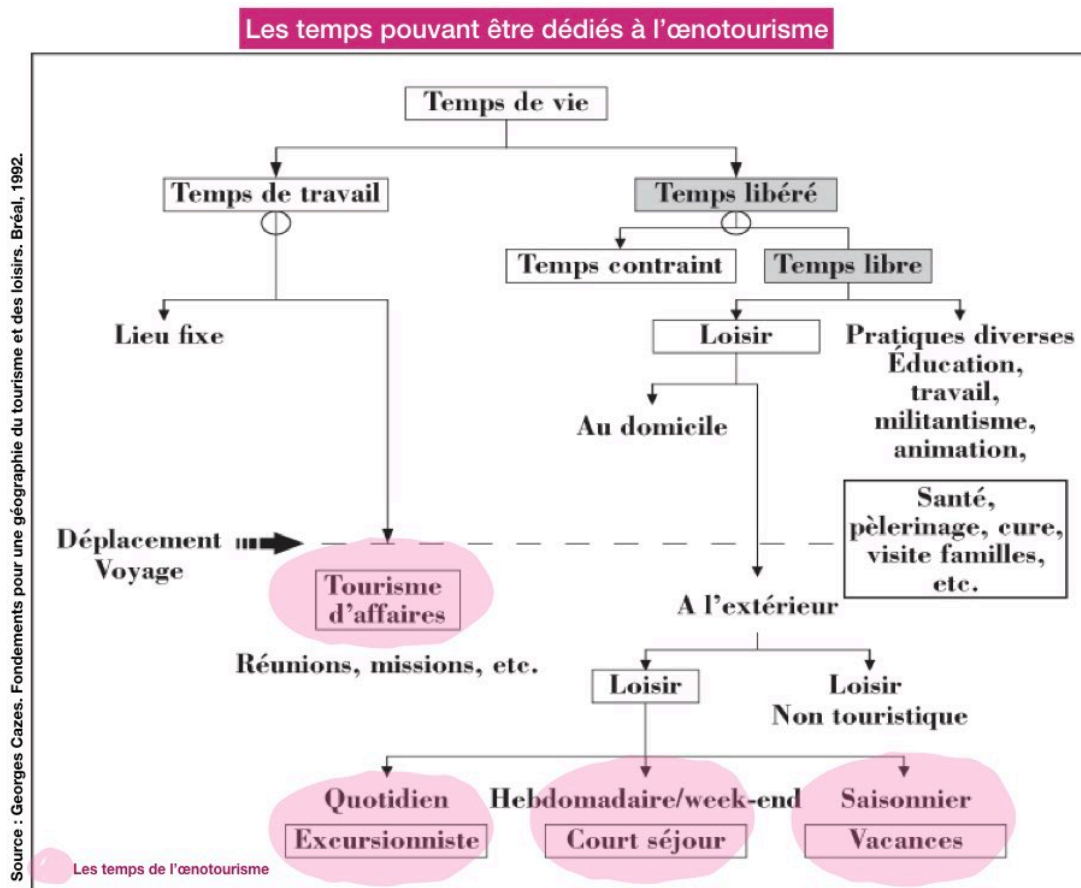 Les temps pouvant être dédiés à l'œnotourisme
Temps de vie
Temps de travail
Temps libéré
Temps contraint
Temps libre
Lieu fixe
Loisir
Pratiques diverses
Éducation,
travail,
militantisme,
animation,
Au domicile
Santé,
pèlerinage, cure,
visite familles,
etc.
Déplacement
Voyage
Tourisme
d'affaires
Réunions, missions, etc.
A l'extérieur
Loisir
Loisir
Non touristique
Quotidien
Excursionniste
Hebdomadaire/week-end
Court séjour
Saisonnier
Vacances
Les temps de l'œnotourisme
Source : Georges Cazes. Fondements pour une géographie du tourisme et des loisirs. Bréal, 1992.